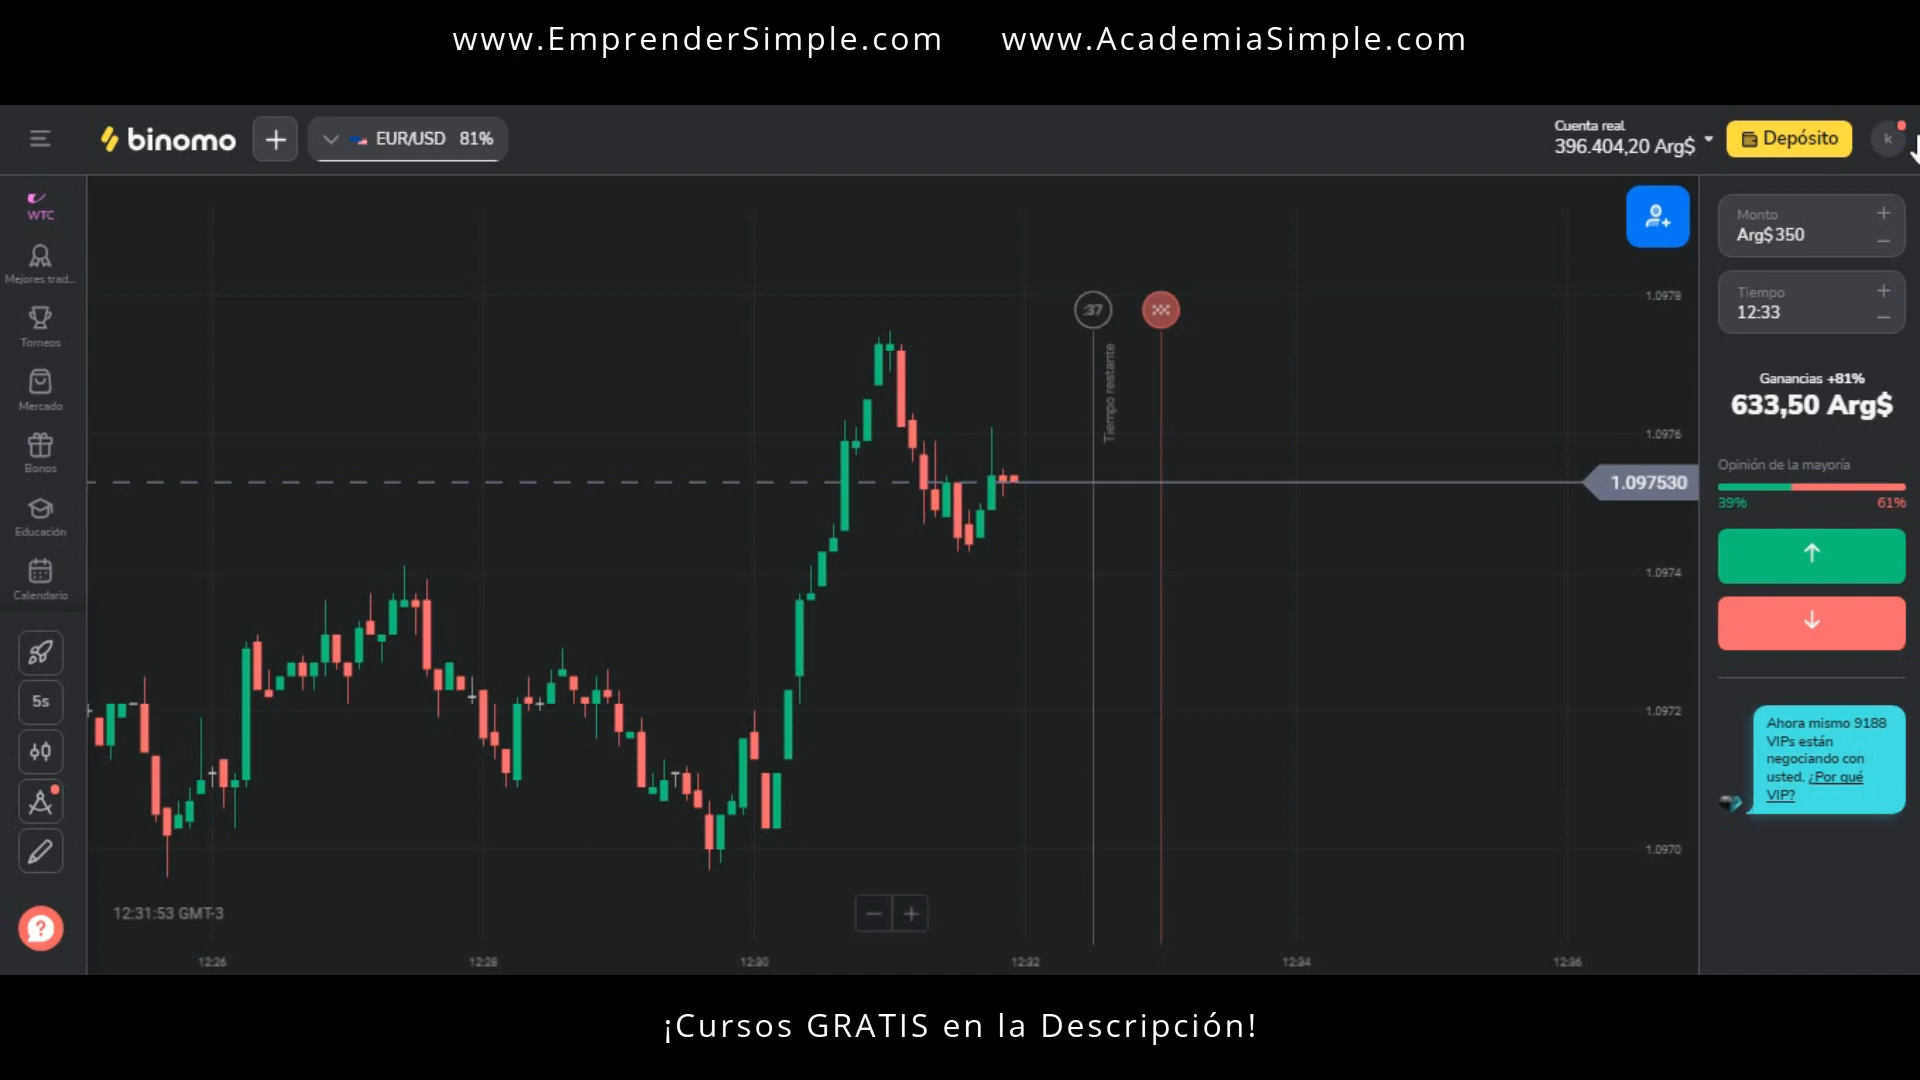 www.EmprenderSimple.com www.AcademiaSimple.com
binomo
EUR/USD 81%
Cuenta real
396.404,20 Arg$
Depósito
k
WTC
Mejores trad...
Torneos
Mercado
Bonos
Educación
Calendario
5s
:37
Tiempo restante
1.0978
1.0976
1.097530
1.0974
1.0972
1.0970
Monto
Arg$350
Tiempo
12:33
Ganancias +81%
633,50 Arg$
Opinión de la mayoría
39% 61%
Ahora mismo 9188
VIPs están
negociando con
usted. ¿Por qué
VIP?
12:31:53 GMT-3
12:26 12:28 12:30 12:32 12:34 12:36
¡Cursos GRATIS en la Descripción!